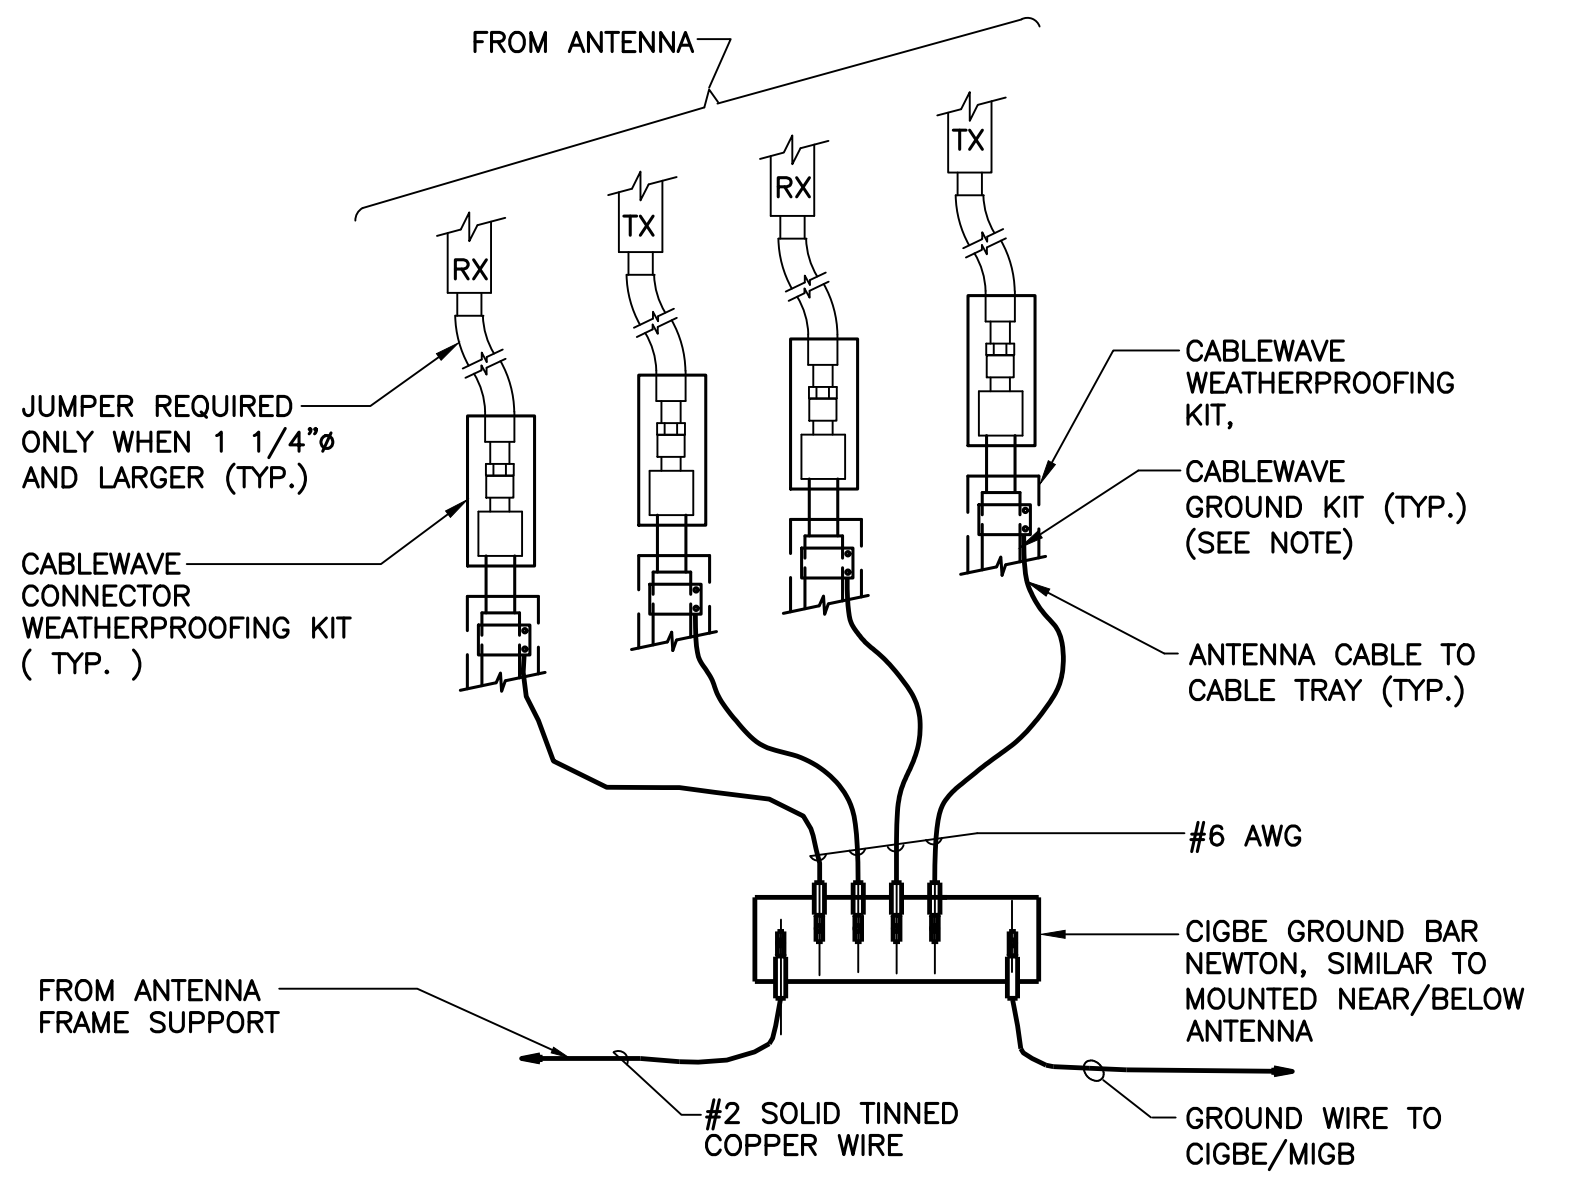 FROM ANTENNA
TX
RX
TX
RX
JUMPER REQUIRED
ONLY WHEN 1 1/4"ø
AND LARGER (TYP.)
CABLEWAVE
CONNECTOR
WEATHERPROOFING KIT
( TYP. )
CABLEWAVE
WEATHERPROOFING
KIT,
CABLEWAVE
GROUND KIT (TYP.)
(SEE NOTE)
ANTENNA CABLE TO
CABLE TRAY (TYP.)
#6 AWG
CIGBE GROUND BAR
NEWTON, SIMILAR TO
MOUNTED NEAR/BELOW
ANTENNA
FROM ANTENNA
FRAME SUPPORT
#2 SOLID TINNED
COPPER WIRE
GROUND WIRE TO
CIGBE/MIGB